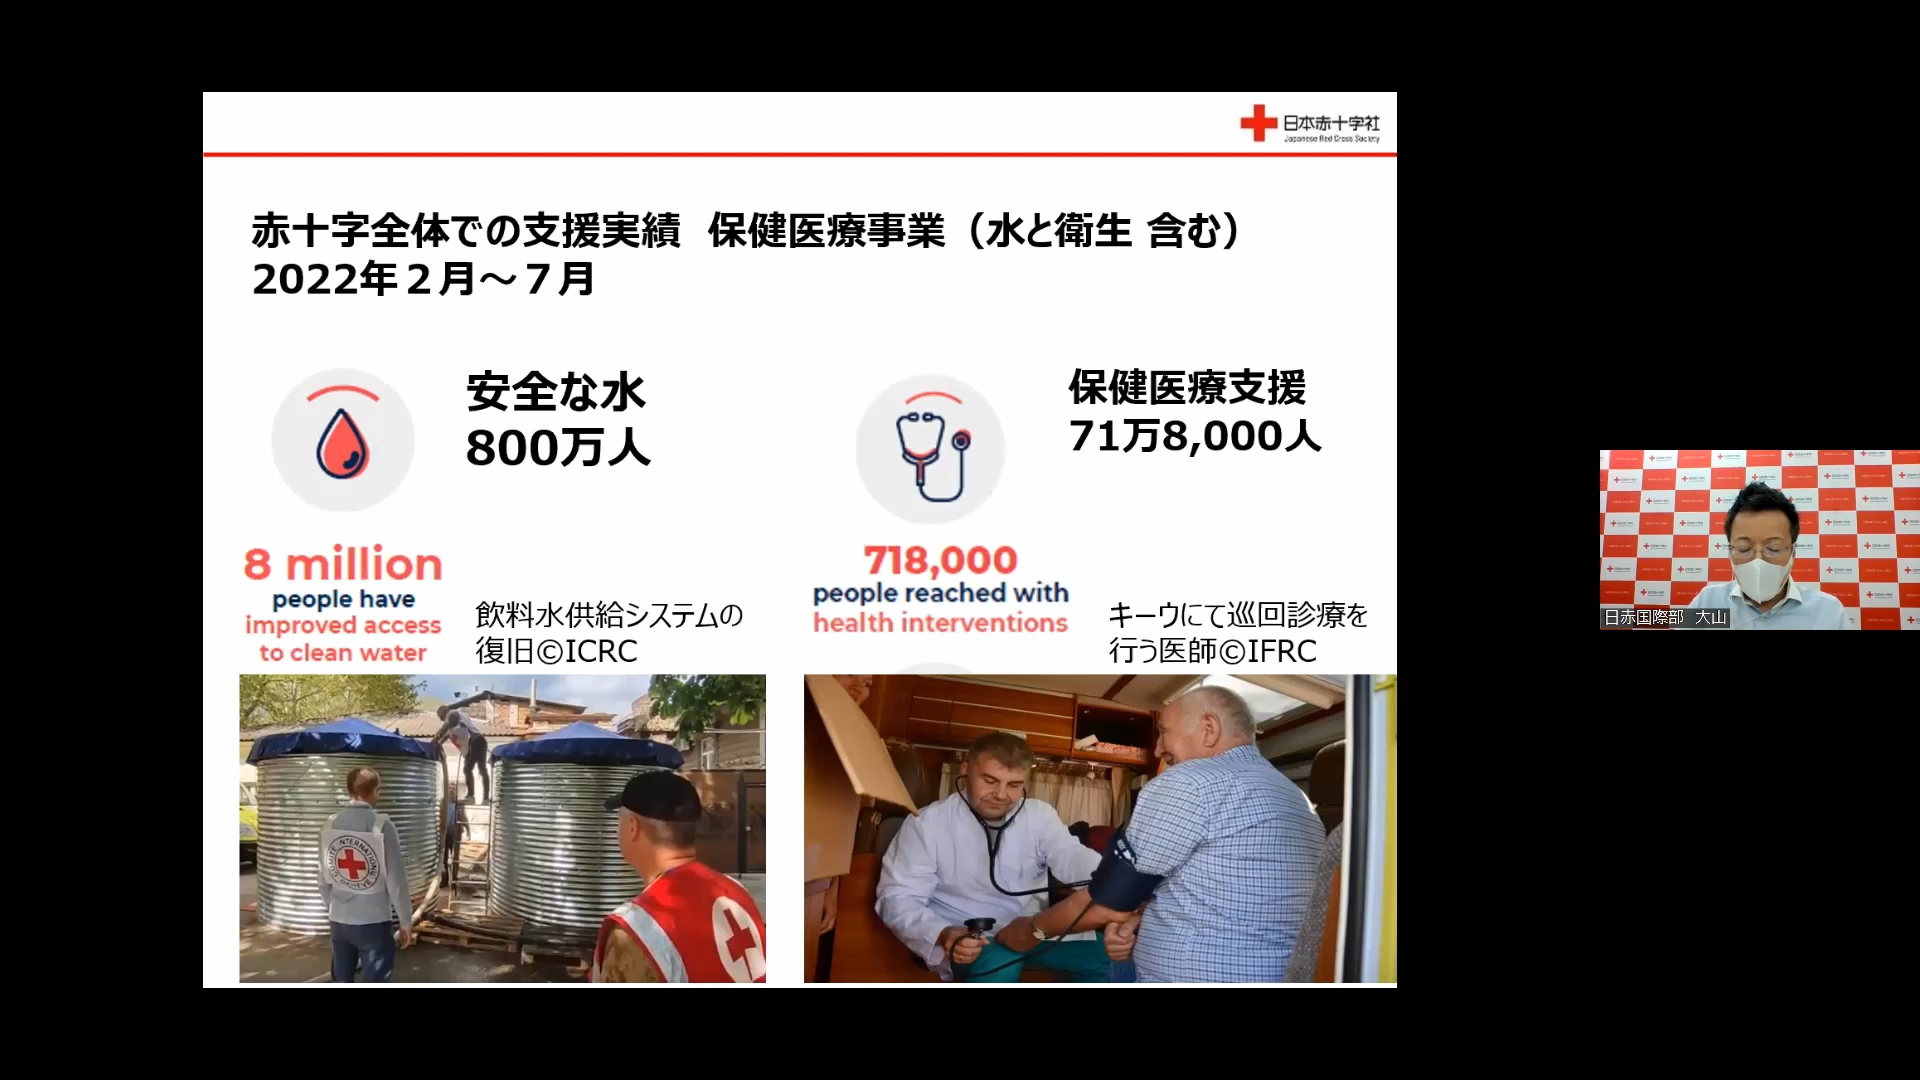 日本赤十字社
Japanese Red Cross Society
赤十字全体での支援実績 保健医療事業（水と衛生 含む）
2022年２月～７月
安全な水
800万人
保健医療支援
71万8,000人
8 million
people have
improved access
to clean water
飲料水供給システムの
復旧©ICRC
718,000
people reached with
health interventions
キーウにて巡回診療を
行う医師©IFRC
COMITE INTERNATIONAL
GENEVE
日赤国際部 大山